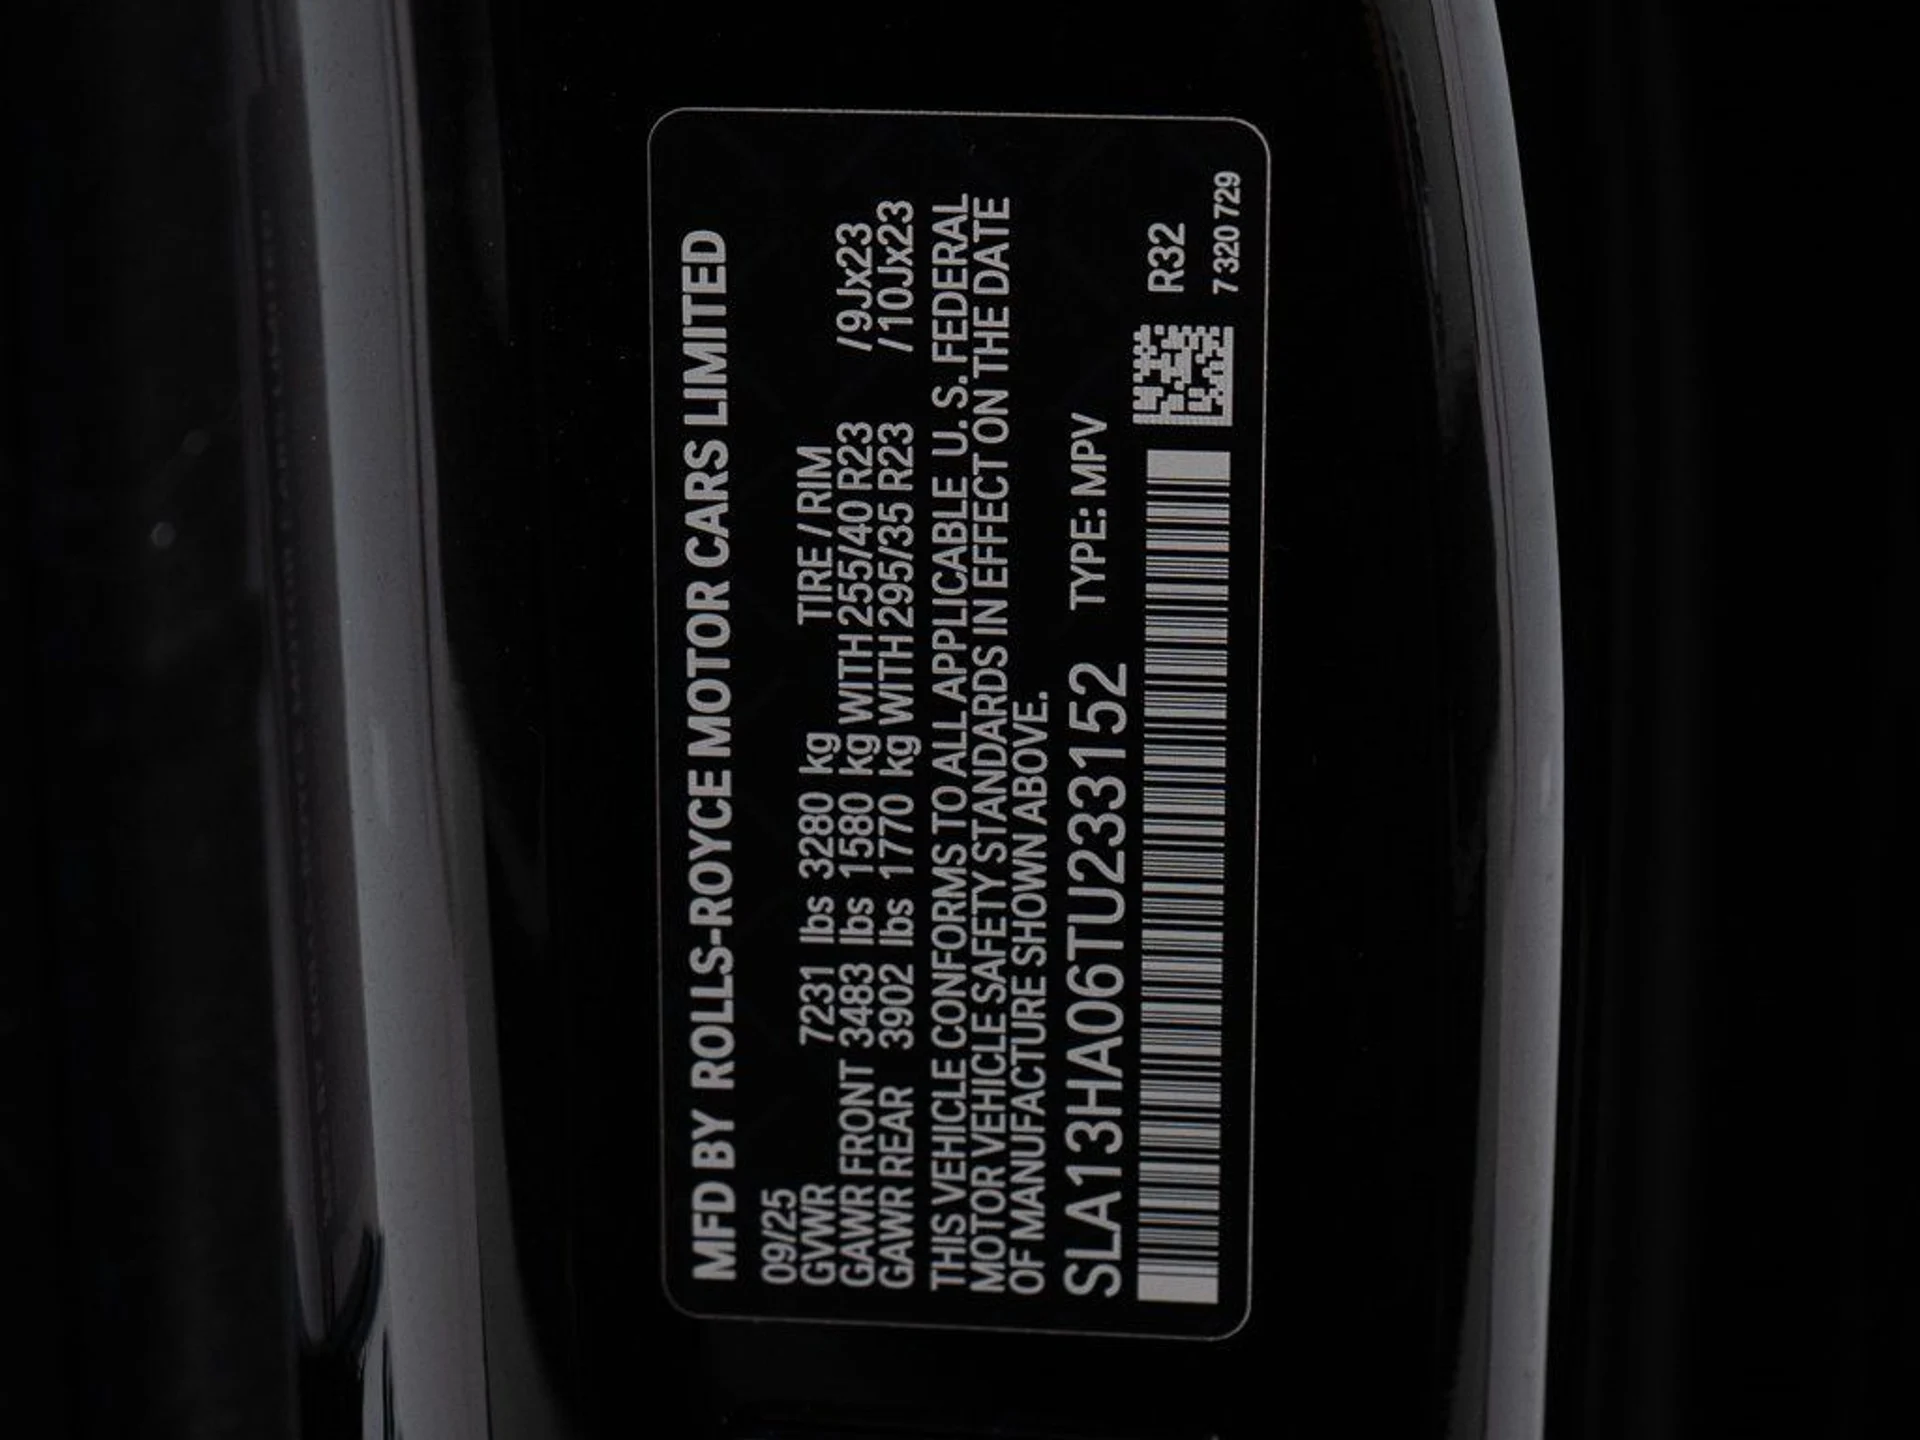 MFD BY ROLLS-ROYCE MOTOR CARS LIMITED
09/25
GVWR 7231 lbs 3280 kg TIRE / RIM
GAWR FRONT 3483 lbs 1580 kg WITH 255/40 R23 / 9Jx23
GAWR REAR 3902 lbs 1770 kg WITH 295/35 R23 / 10Jx23
THIS VEHICLE CONFORMS TO ALL APPLICABLE U. S. FEDERAL
MOTOR VEHICLE SAFETY STANDARDS IN EFFECT ON THE DATE
OF MANUFACTURE SHOWN ABOVE.
SLA13HA06TU233152 TYPE: MPV
R32
7 320 729